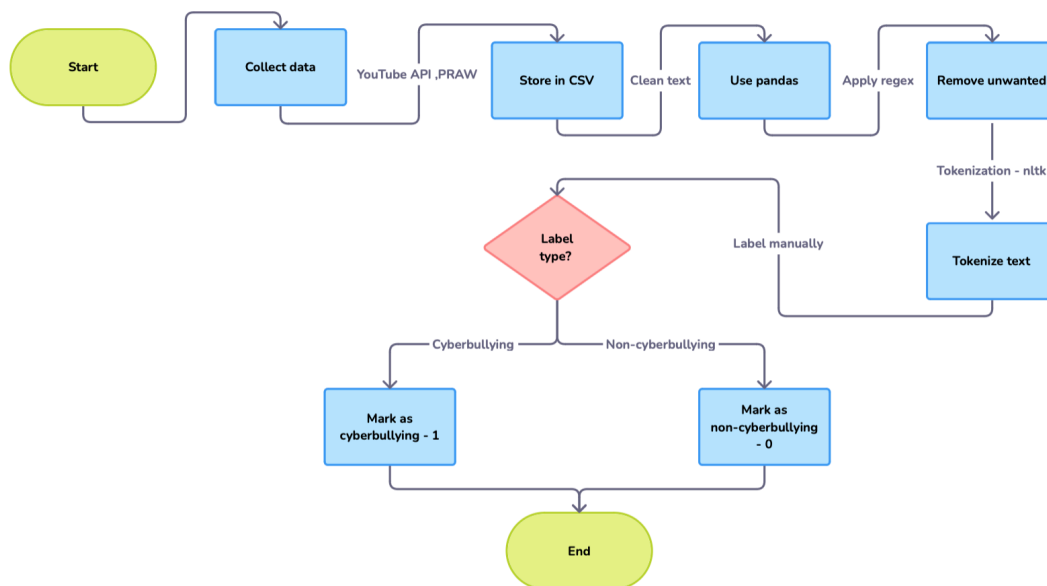 Start
Collect data
YouTube API ,PRAW
Store in CSV
Clean text
Use pandas
Apply regex
Remove unwanted
Tokenization - nltk
Label
type?
Label manually
Tokenize text
Cyberbullying
Non-cyberbullying
Mark as
cyberbullying - 1
Mark as
non-cyberbullying
- 0
End